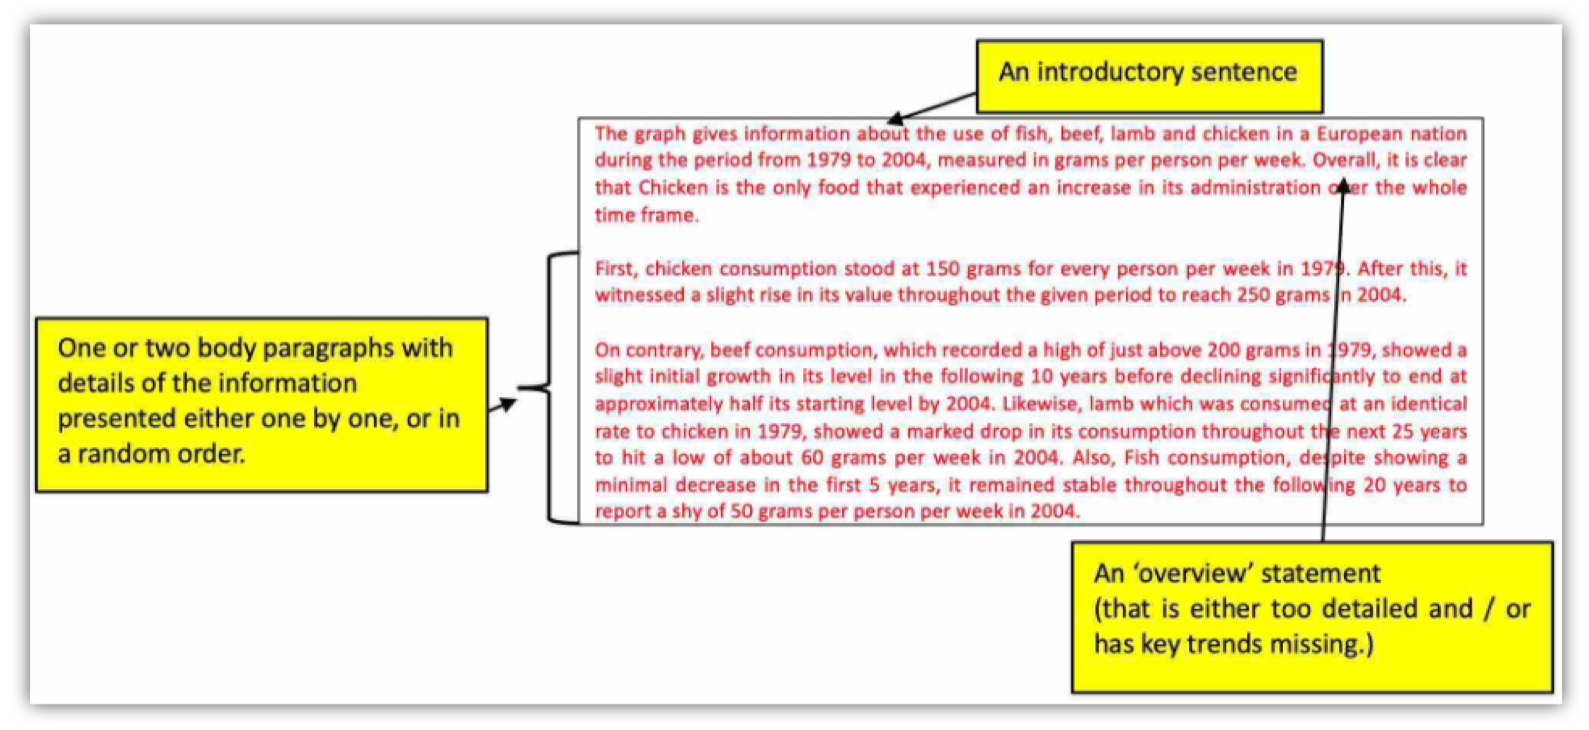 An introductory sentence
The graph gives information about the use of fish, beef, lamb and chicken in a European nation
during the period from 1979 to 2004, measured in grams per person per week. Overall, it is clear
that Chicken is the only food that experienced an increase in its administration over the whole
time frame.
First, chicken consumption stood at 150 grams for every person per week in 1979. After this, it
witnessed a slight rise in its value throughout the given period to reach 250 grams in 2004.
On contrary, beef consumption, which recorded a high of just above 200 grams in 1979, showed a
slight initial growth in its level in the following 10 years before declining significantly to end at
approximately half its starting level by 2004. Likewise, lamb which was consumed at an identical
rate to chicken in 1979, showed a marked drop in its consumption throughout the next 25 years
to hit a low of about 60 grams per week in 2004. Also, Fish consumption, despite showing a
minimal decrease in the first 5 years, it remained stable throughout the following 20 years to
report a shy of 50 grams per person per week in 2004.
One or two body paragraphs with
details of the information
presented either one by one, or in
a random order.
An ‘overview’ statement
(that is either too detailed and / or
has key trends missing.)